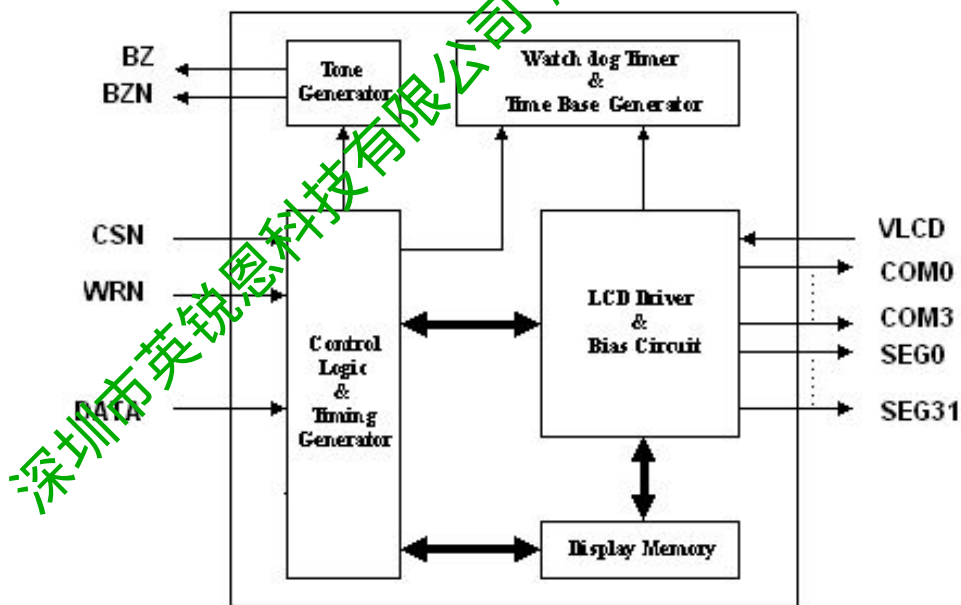 BZ
BZN
Tone
Generator
Watch dog Timer
&
Time Base Generator
CSN
WRN
DATA
Control
Logic
&
Timing
Generator
LCD Driver
&
Bias Circuit
Display Memory
VLCD
COM0
COM3
SEG0
SEG31
深圳市英锐恩科技有限公司